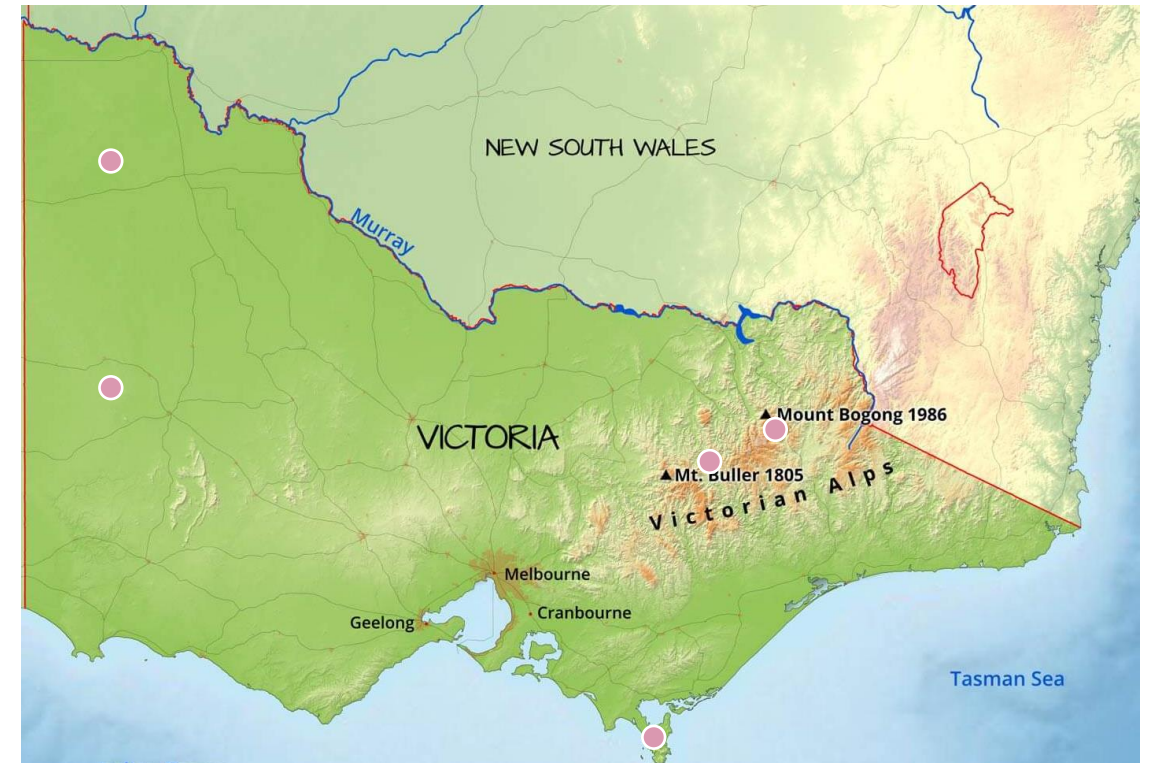 NEW SOUTH WALES
Murray
Mount Bogong 1986
VICTORIA
Mt. Buller 1805
Victorian Alps
Melbourne
Cranbourne
Geelong
Tasman Sea